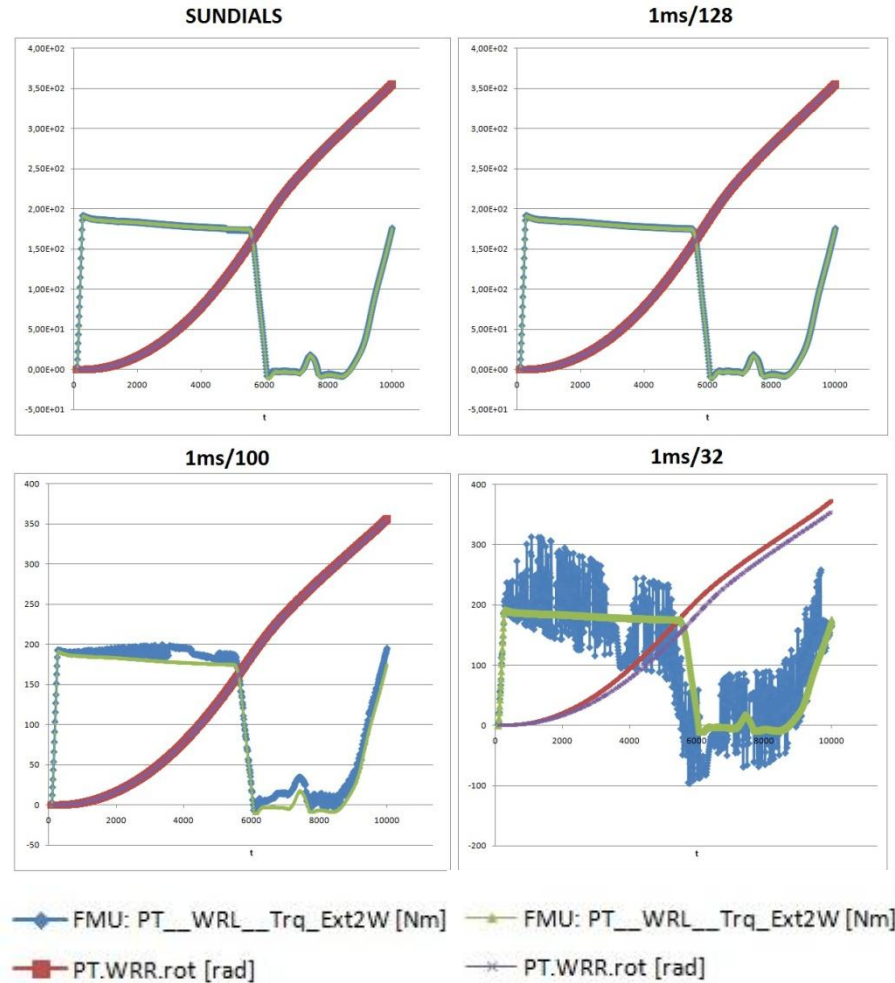 SUNDIALS
4,00E+02
3,50E+02
3,00E+02
2,50E+02
2,00E+02
1,50E+02
1,00E+02
5,00E+01
0,00E+00
-5,00E+01
0 2000 4000 6000 8000 10000
t
1ms/128
4,00E+02
3,50E+02
3,00E+02
2,50E+02
2,00E+02
1,50E+02
1,00E+02
5,00E+01
0,00E+00
-5,00E+01
0 2000 4000 6000 8000 10000
t
1ms/100
400
350
300
250
200
150
100
50
0
-50
0 2000 4000 6000 8000 10000
t
1ms/32
400
300
200
100
0
-100
-200
0 2000 4000 6000 8000 10000
t
FMU: PT__WRL__Trq_Ext2W [Nm]
FMU: PT__WRL__Trq_Ext2W [Nm]
PT.WRR.rot [rad]
PT.WRR.rot [rad]